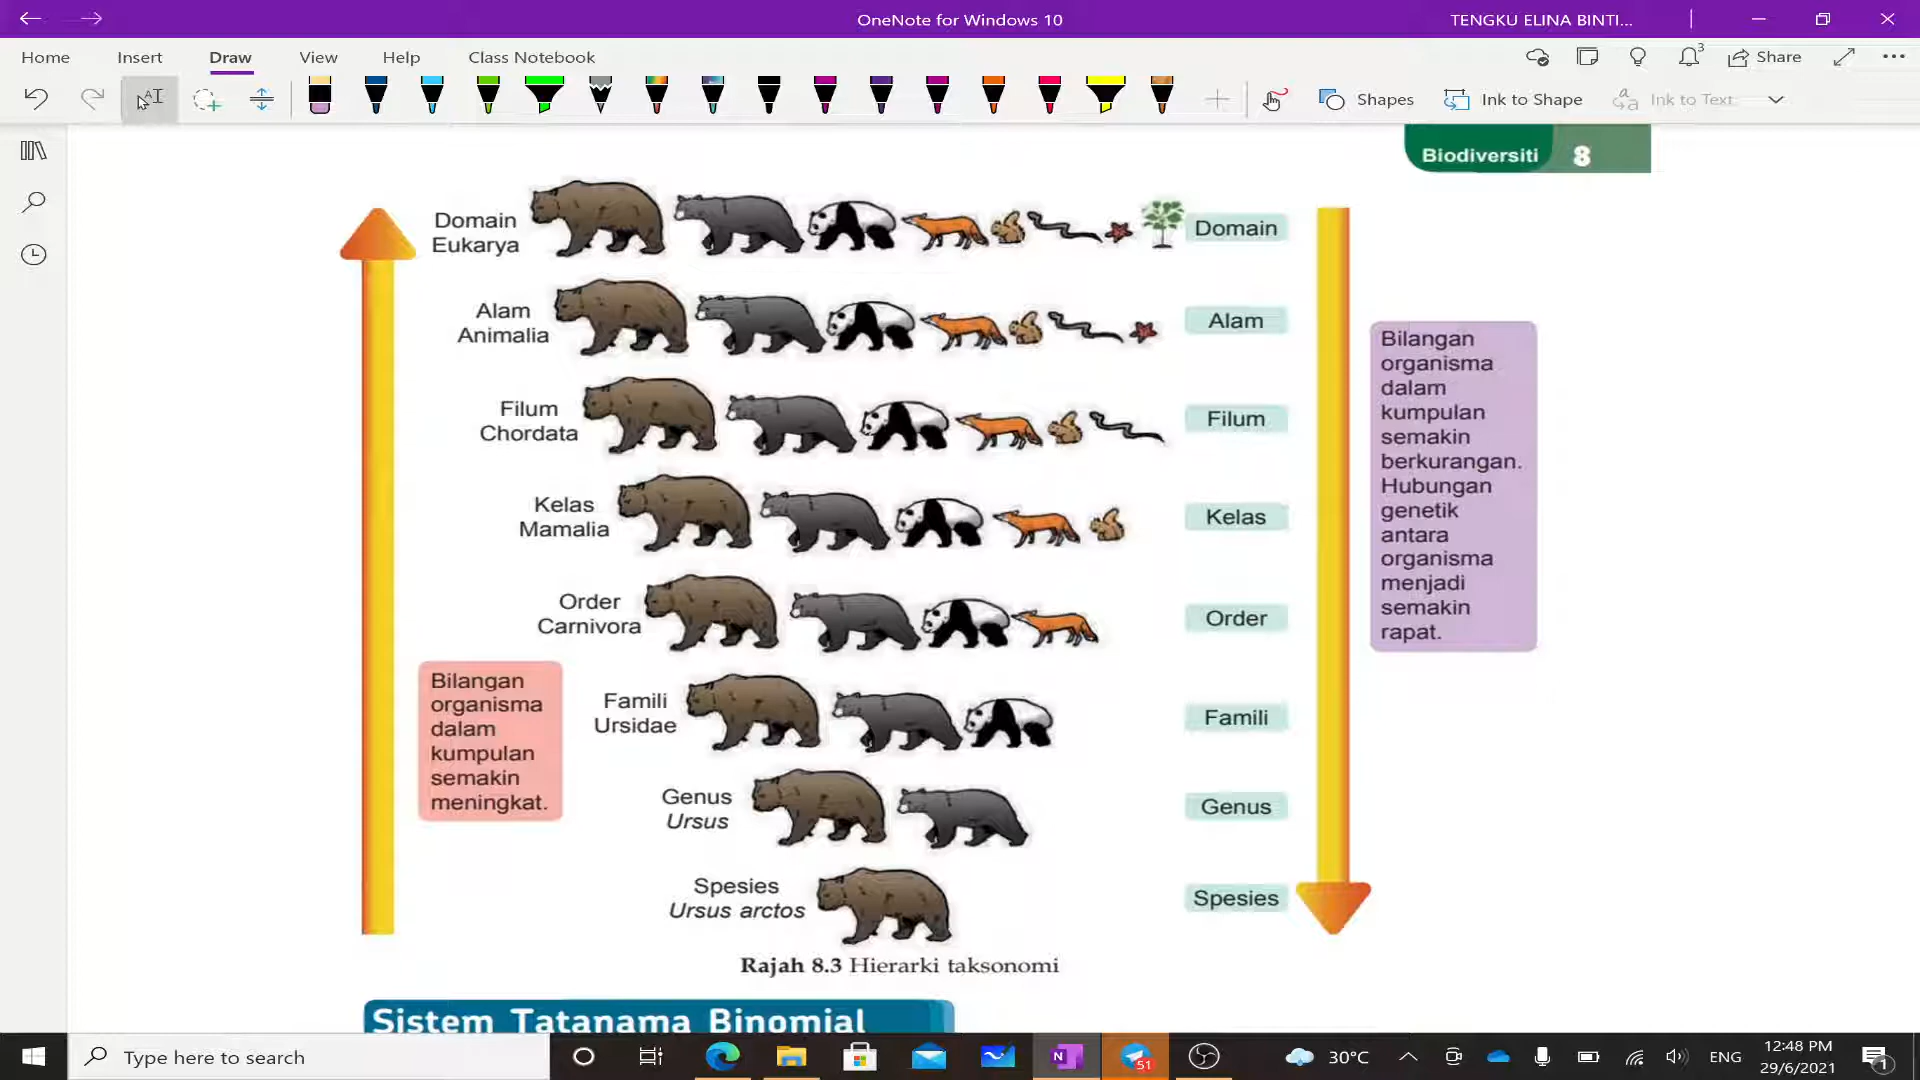 OneNote for Windows 10
TENGKU ELINA BINTI...
Home
Insert
Draw
View
Help
Class Notebook
3
Share
Shapes
Ink to Shape
Ink to Text
Biodiversiti 8
Domain
Eukarya
Domain
Alam
Animalia
Alam
Filum
Chordata
Filum
Kelas
Mamalia
Kelas
Order
Carnivora
Order
Famili
Ursidae
Famili
Genus
Ursus
Genus
Spesies
Ursus arctos
Spesies
Bilangan
organisma
dalam
kumpulan
semakin
meningkat.
Bilangan
organisma
dalam
kumpulan
semakin
berkurangan.
Hubungan
genetik
antara
organisma
menjadi
semakin
rapat.
Rajah 8.3 Hierarki taksonomi
Sistem Tatanama Binomial
Type here to search
N
51
30°C
ENG
12:48 PM
29/6/2021
1